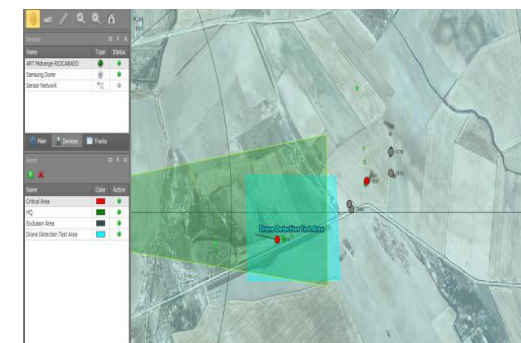 Devices
Name Type Status
ART Midrange RIDCABADO
Samsung Dome
Sensor Network
Main Devices Tracks
Areas
Name Color Active
Critical Area
HQ
Exclusion Area
Drone Detection Test Area
Drone Detection Test Area